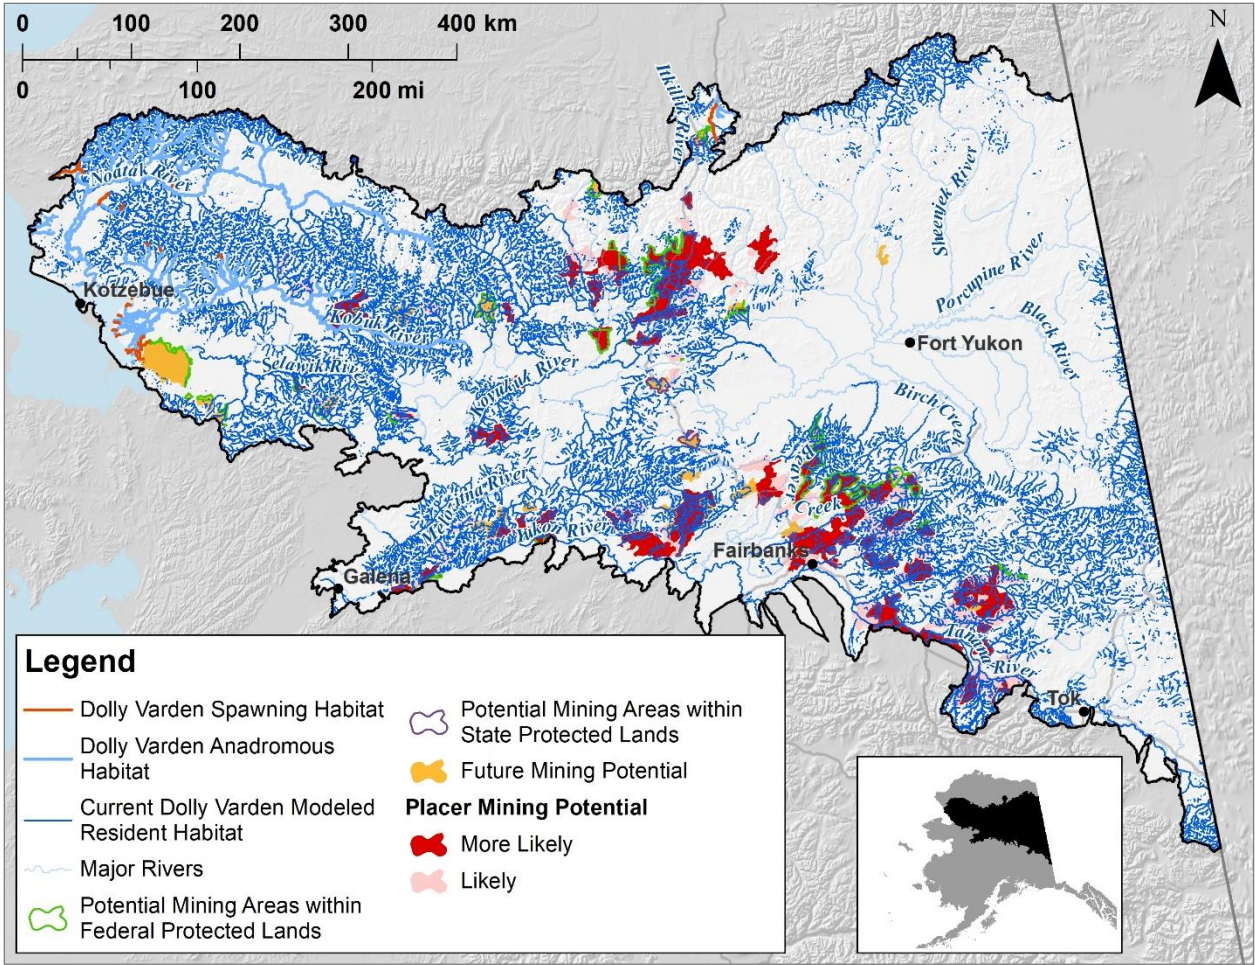 0 100 200 300 400 km
0 100 200 mi
N
Itkillik River
Noatak River
Sheenjek River
Porcupine River
Kotzebue
Kobuk River
Black River
Fort Yukon
Selawik River
Koyukuk River
Birch Creek
Melozitna River
Creek
River
Fairbanks
Galena
Tanana River
Tok
Legend
Dolly Varden Spawning Habitat
Dolly Varden Anadromous
Habitat
Current Dolly Varden Modeled
Resident Habitat
Major Rivers
Potential Mining Areas within
Federal Protected Lands
Potential Mining Areas within
State Protected Lands
Future Mining Potential
Placer Mining Potential
More Likely
Likely